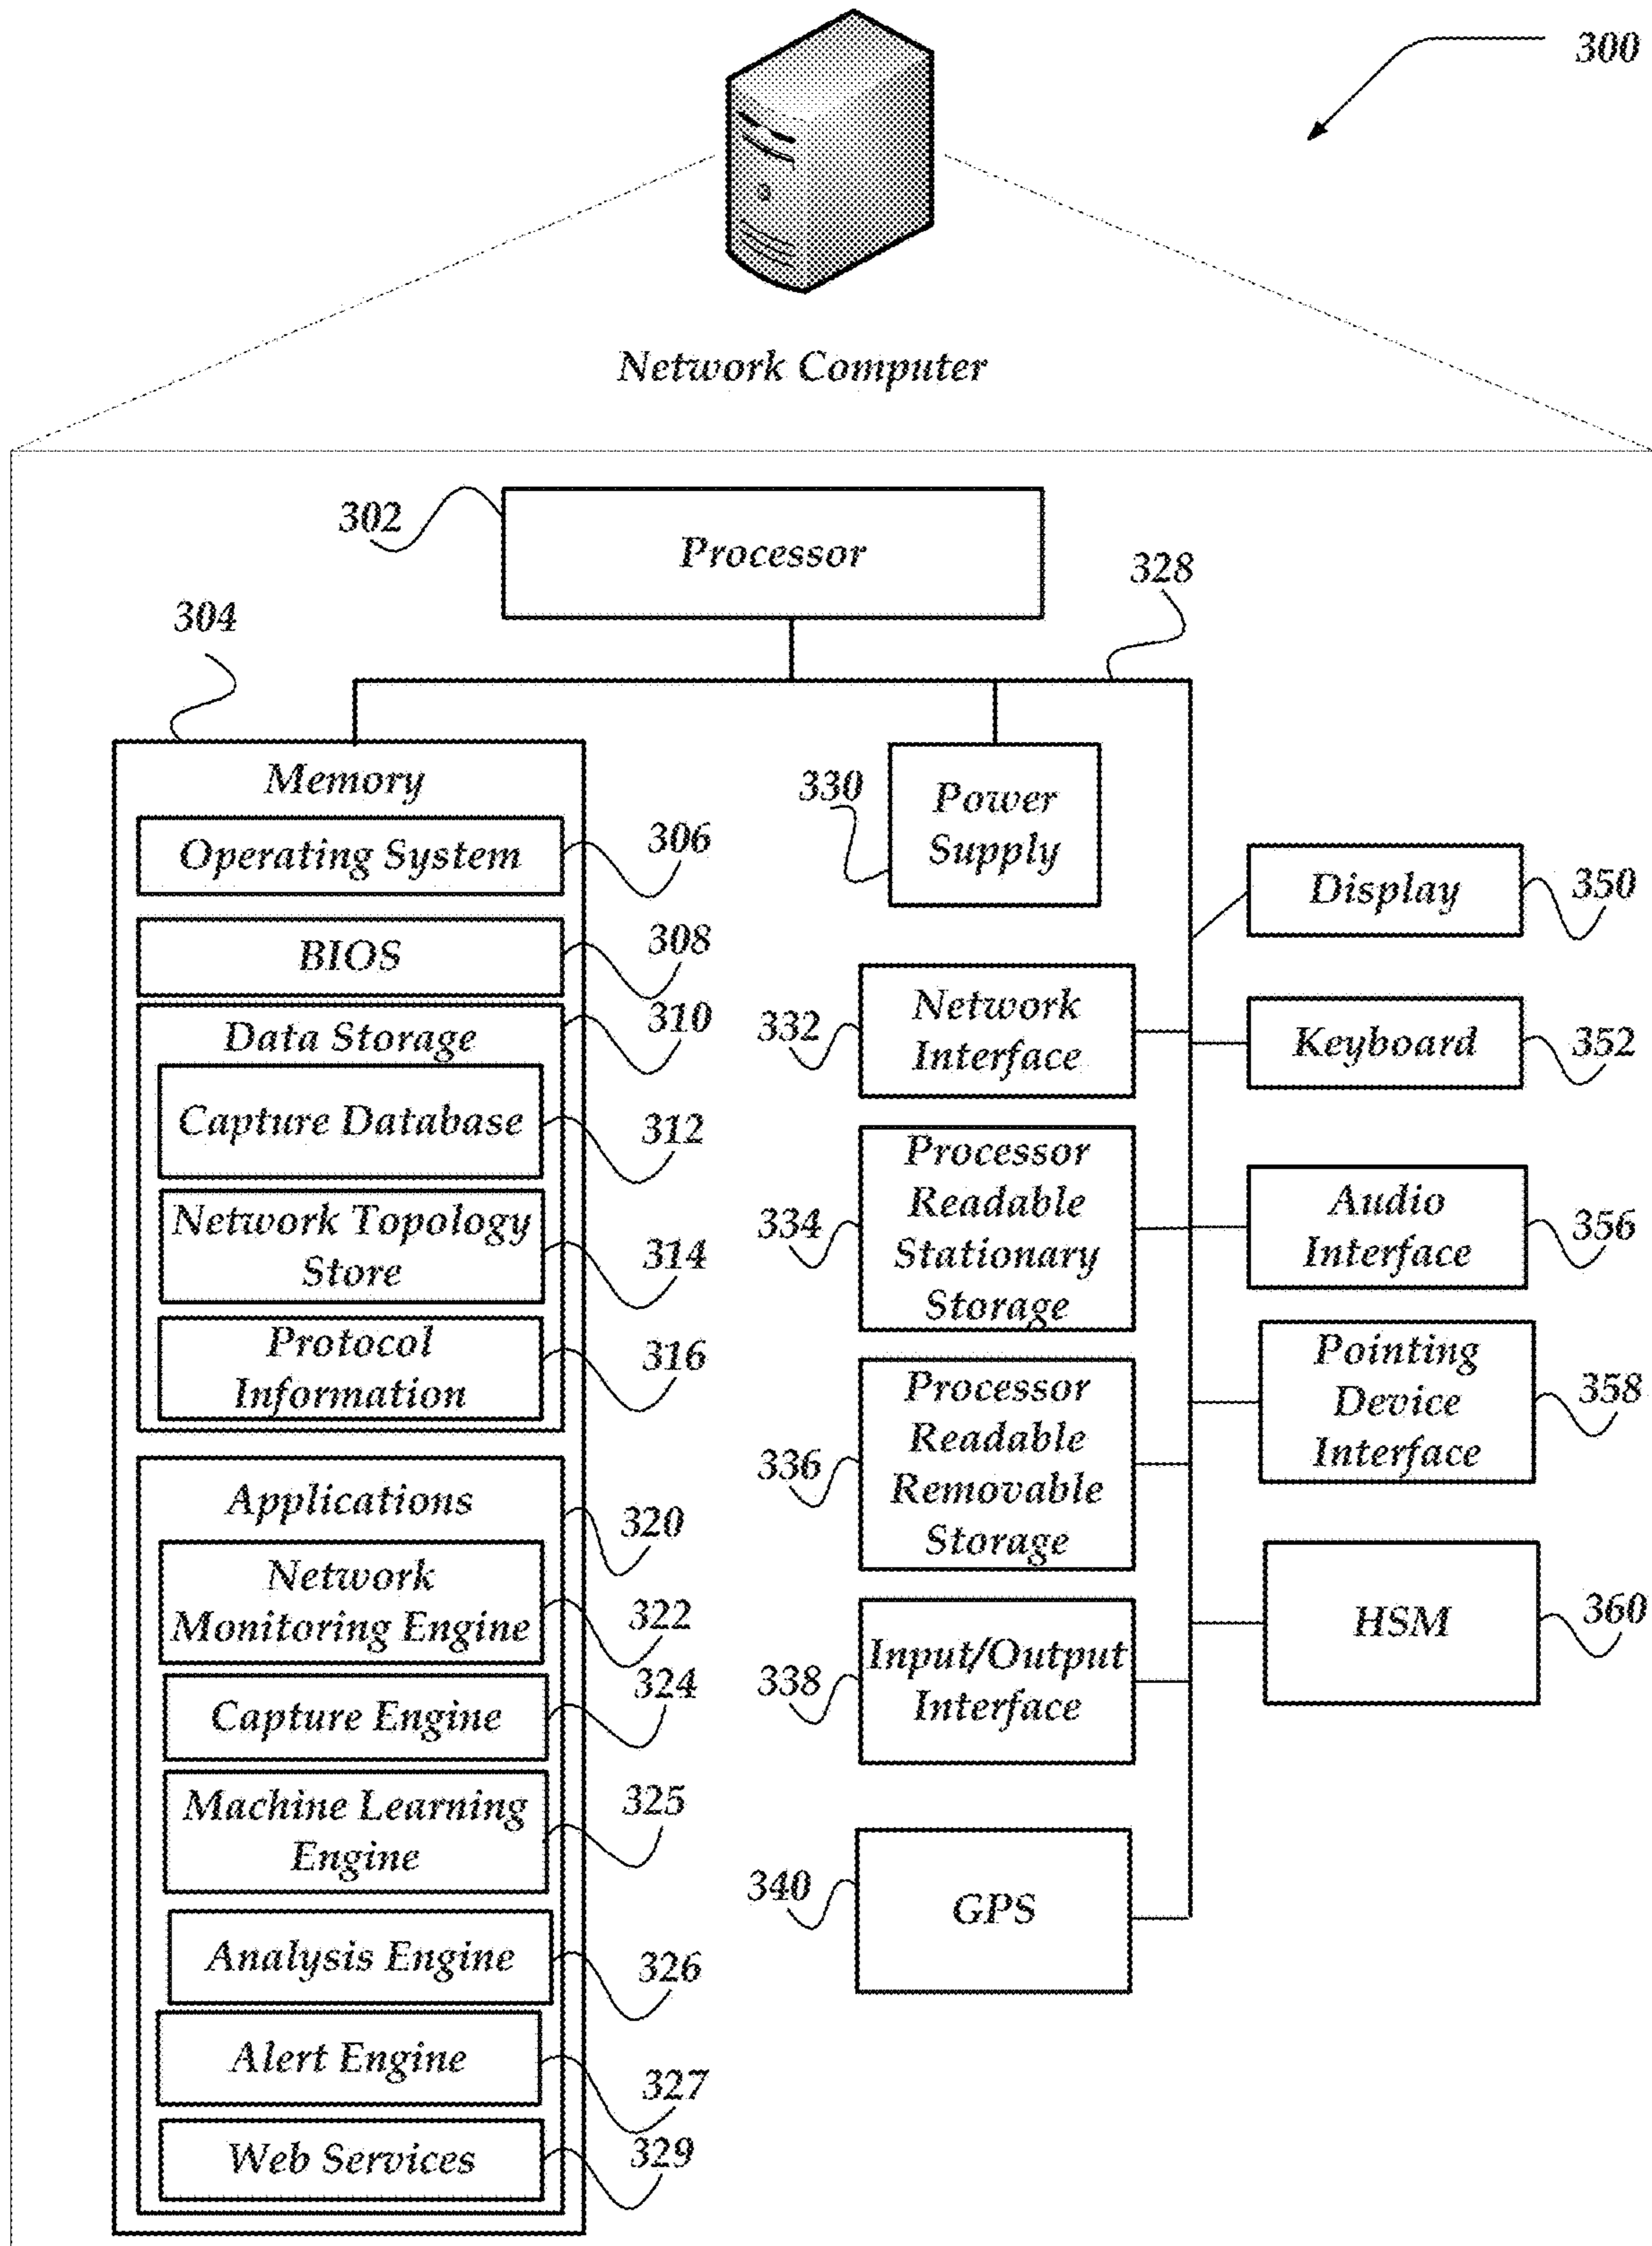 300
Network Computer
302
Processor
328
304
Memory
Operating System
306
BIOS
308
Data Storage
310
Capture Database
312
Network Topology
Store
314
Protocol
Information
316
Applications
320
Network
Monitoring Engine
322
Capture Engine
324
Machine Learning
Engine
325
Analysis Engine
326
Alert Engine
327
Web Services
329
330
Power
Supply
332
Network
Interface
334
Processor
Readable
Stationary
Storage
336
Processor
Readable
Removable
Storage
338
Input/Output
Interface
340
GPS
Display
350
Keyboard
352
Audio
Interface
356
Pointing
Device
Interface
358
HSM
360